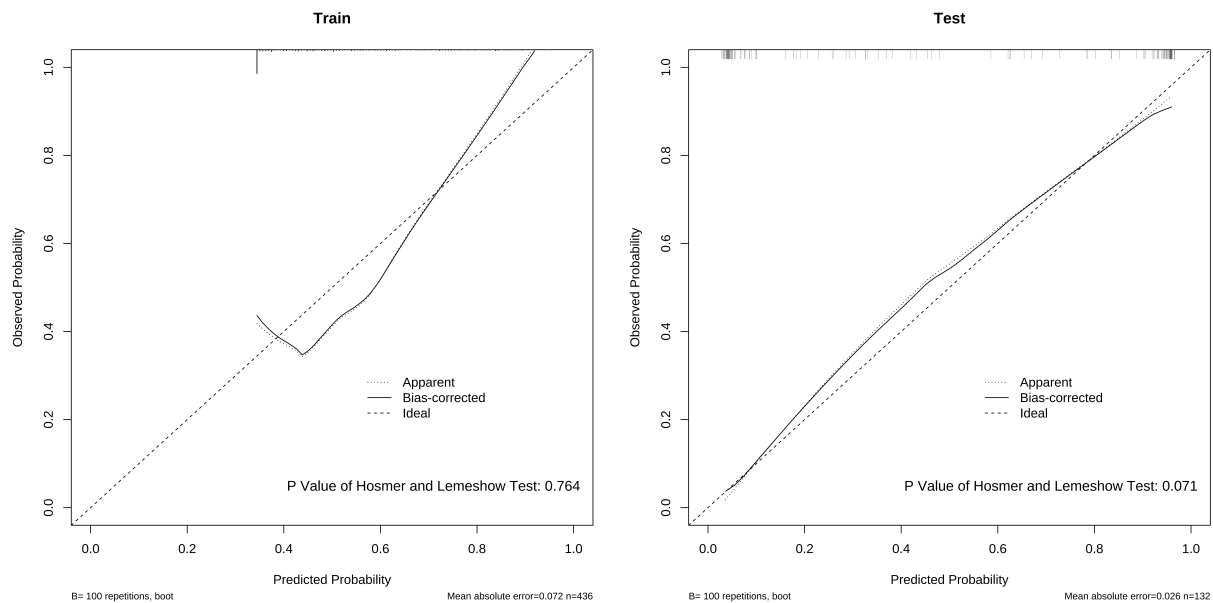 Train
Observed Probability
0.0 0.2 0.4 0.6 0.8 1.0
Apparent
Bias-corrected
Ideal
P Value of Hosmer and Lemeshow Test: 0.764
0.0 0.2 0.4 0.6 0.8 1.0
Predicted Probability
B= 100 repetitions, boot
Mean absolute error=0.072 n=436
Test
Observed Probability
0.0 0.2 0.4 0.6 0.8 1.0
Apparent
Bias-corrected
Ideal
P Value of Hosmer and Lemeshow Test: 0.071
0.0 0.2 0.4 0.6 0.8 1.0
Predicted Probability
B= 100 repetitions, boot
Mean absolute error=0.026 n=132